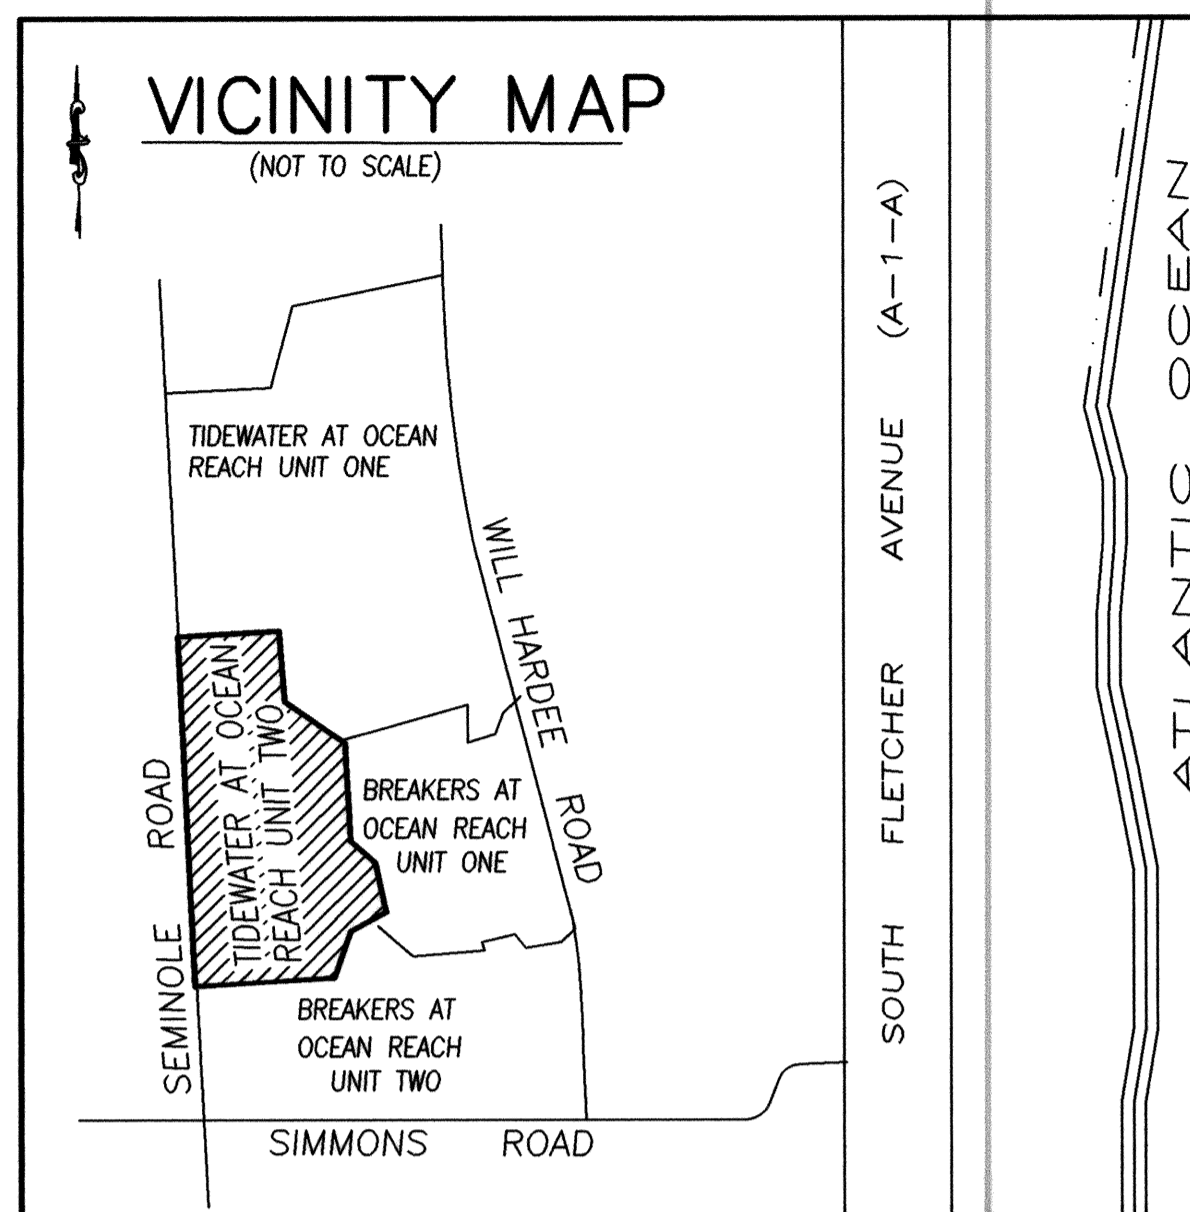 VICINITY MAP
(NOT TO SCALE)
TIDEWATER AT OCEAN
REACH UNIT ONE
WILL HARDEE ROAD
TIDEWATER AT OCEAN
REACH UNIT TWO
SEMINOLE ROAD
BREAKERS AT
OCEAN REACH
UNIT ONE
BREAKERS AT
OCEAN REACH
UNIT TWO
SIMMONS ROAD
SOUTH FLETCHER AVENUE (A-1-A)
ATLANTIC OCEAN